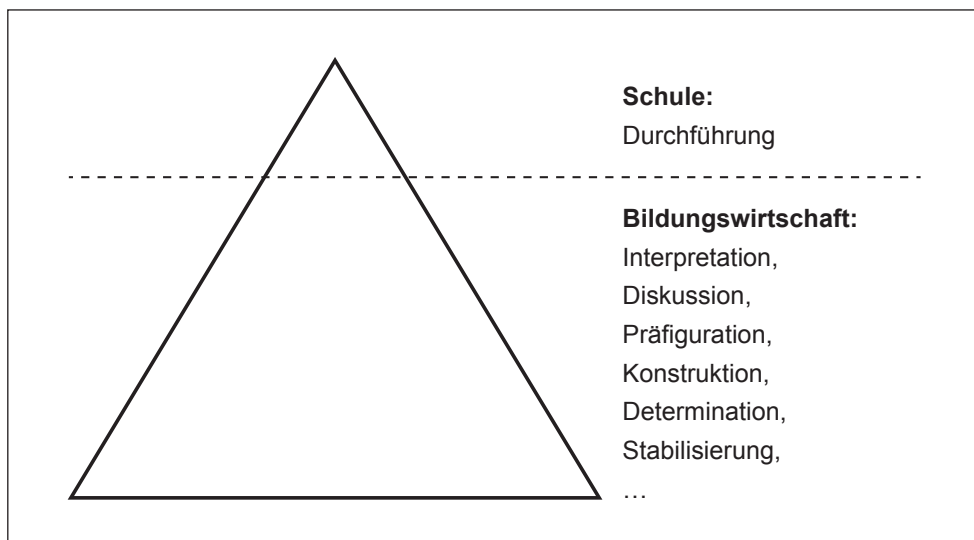 Schule:
Durchführung
Bildungswirtschaft:
Interpretation,
Diskussion,
Präfiguration,
Konstruktion,
Determination,
Stabilisierung,
…